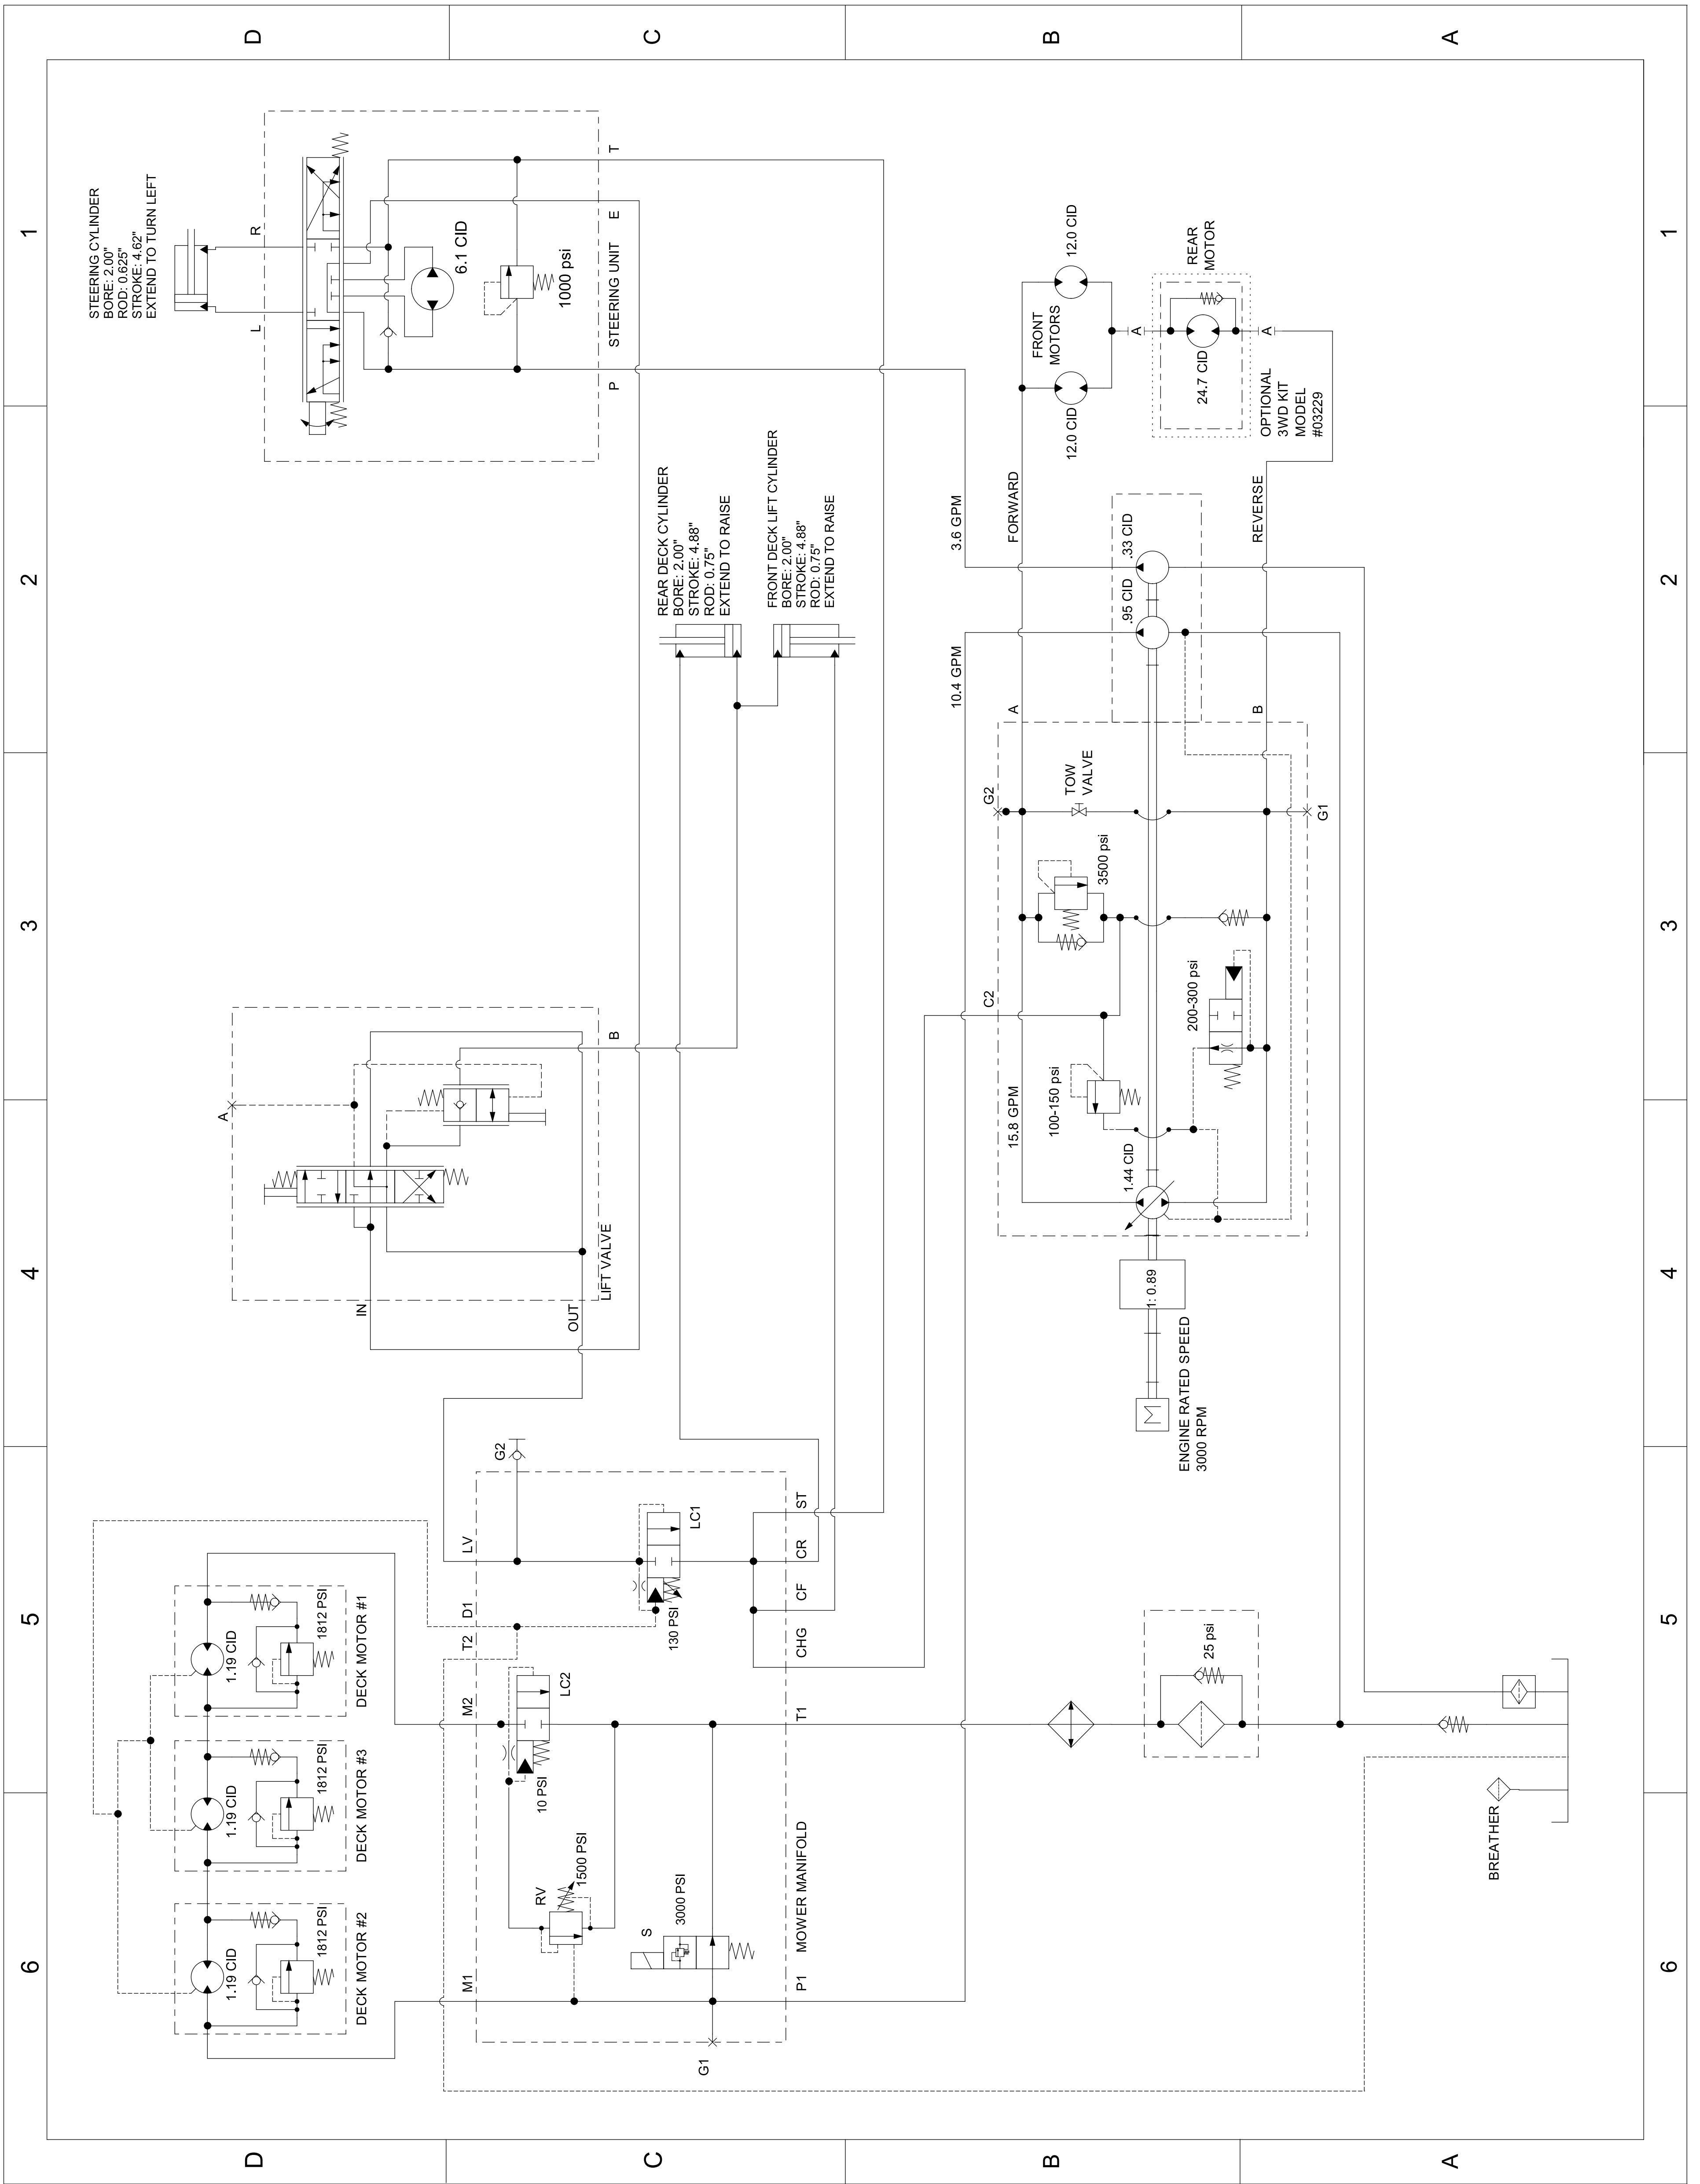 D
C
B
A
D
C
B
A
6
5
4
3
2
1
6
5
4
3
2
1
STEERING CYLINDER
BORE: 2.00"
ROD: 0.625"
STROKE: 4.62"
EXTEND TO TURN LEFT
L
R
6.1 CID
1000 psi
P
STEERING UNIT
E
T
REAR DECK CYLINDER
BORE: 2.00"
STROKE: 4.88"
ROD: 0.75"
EXTEND TO RAISE
FRONT DECK LIFT CYLINDER
BORE: 2.00"
STROKE: 4.88"
ROD: 0.75"
EXTEND TO RAISE
A
B
IN
OUT
LIFT VALVE
1.19 CID
1812 PSI
DECK MOTOR #2
1.19 CID
1812 PSI
DECK MOTOR #3
1.19 CID
1812 PSI
DECK MOTOR #1
M1
M2
T2
D1
LV
G2
RV
1500 PSI
10 PSI
LC2
130 PSI
LC1
S
3000 PSI
G1
P1
MOWER MANIFOLD
T1
CHG
CF
CR
ST
10.4 GPM
3.6 GPM
15.8 GPM
C2
G2
A
FORWARD
100-150 psi
3500 psi
TOW
VALVE
1.44 CID
.95 CID
.33 CID
1: 0.89
M
ENGINE RATED SPEED
3000 RPM
200-300 psi
B
REVERSE
G1
12.0 CID
FRONT
MOTORS
12.0 CID
A
24.7 CID
REAR
MOTOR
A
OPTIONAL
3WD KIT
MODEL
#03229
25 psi
BREATHER